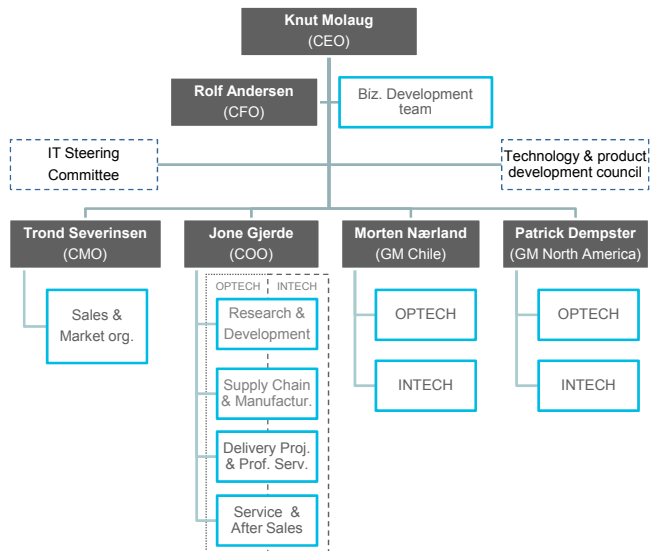 Knut Molaug
(CEO)
Rolf Andersen
(CFO)
Biz. Development
team
IT Steering
Committee
Technology & product
development council
Trond Severinsen
(CMO)
Jone Gjerde
(COO)
Morten Nærland
(GM Chile)
Patrick Dempster
(GM North America)
Sales &
Market org.
OPTECH INTECH
Research &
Development
Supply Chain
& Manufactur.
Delivery Proj.
& Prof. Serv.
Service &
After Sales
OPTECH
INTECH
OPTECH
INTECH